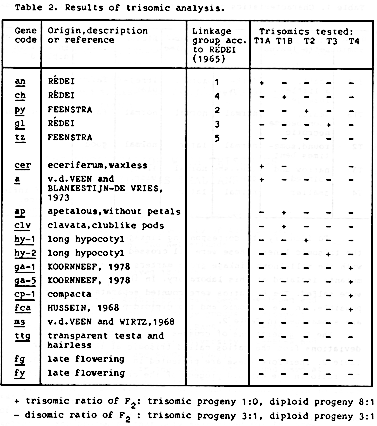 Table 2. Results of trisomic analysis.
Gene Origin,description Linkage Trisomics tested:
code or reference group acc. T1A T1B T2 T3 T4
to RÉDEI
(1965)
an RÉDEI 1 + - - - -
ch RÉDEI 4 - + - - -
py FEENSTRA 2 - - + - -
gl RÉDEI 3 - - - + -
tz FEENSTRA 5 - - - - -
cer eceriferum,waxless + - - -
a v.d.VEEN and + - - - -
BLANKESTIJN-DE VRIES,
1973
ap apetalous,without petals - + - - -
clv clavata,clublike pods - + - - -
hy-1 long hypocotyl - - + - -
hy-2 long hypocotyl - - - + -
ga-1 KOORNNEEF, 1978 - - - - +
ga-5 KOORNNEEF, 1978 - - - - +
cp-1 compacta - - - - +
fca HUSSEIN, 1968 - - - - +
ms v.d.VEEN and WIRTZ,1968 - - - - -
ttg transparent testa and - - - - -
hairless
fg late flowering - - - - -
fy late flowering - - - - -
+ trisomic ratio of F2: trisomic progeny 1:0, diploid progeny 8:1
- disomic ratio of F2 : trisomic progeny 3:1, diploid progeny 3:1